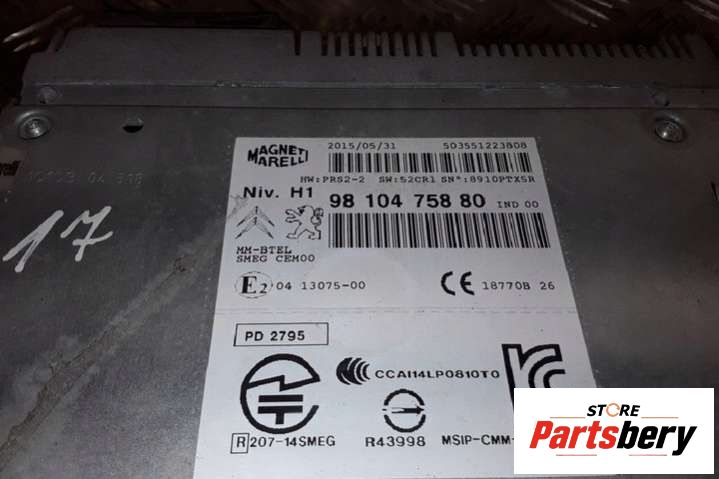 MAGNETI
MARELLI
2015/05/31 503551223808
HW:PRS2-2 SW:52CR1 SN*:8910PTX5R
Niv. H1
98 104 758 80 IND 00
MM-BTEL
SMEG CEM00
E2 04 13075-00
CE 18770B 26
17
PD 2795
CCAI14LP0810T0
R 207-14SMEG
R43998
MSIP-CMM-
STORE
Partsbery